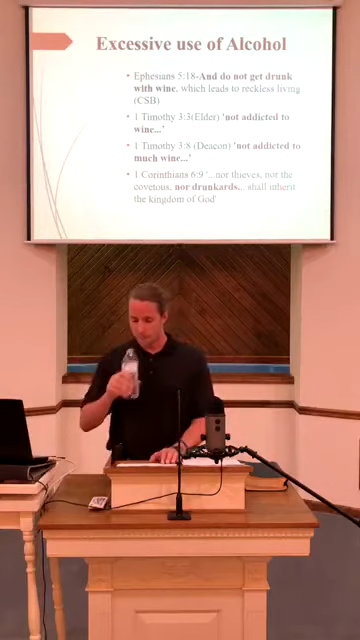 Excessive use of Alcohol
• Ephesians 5:18-And do not get drunk
with wine, which leads to reckless living
(CSB)
• 1 Timothy 3:3(Elder) 'not addicted to
wine...'
• 1 Timothy 3:8 (Deacon) 'not addicted to
much wine...'
• 1 Corinthians 6:9 '...nor thieves, nor the
covetous, nor drunkards... shall inherit
the kingdom of God'